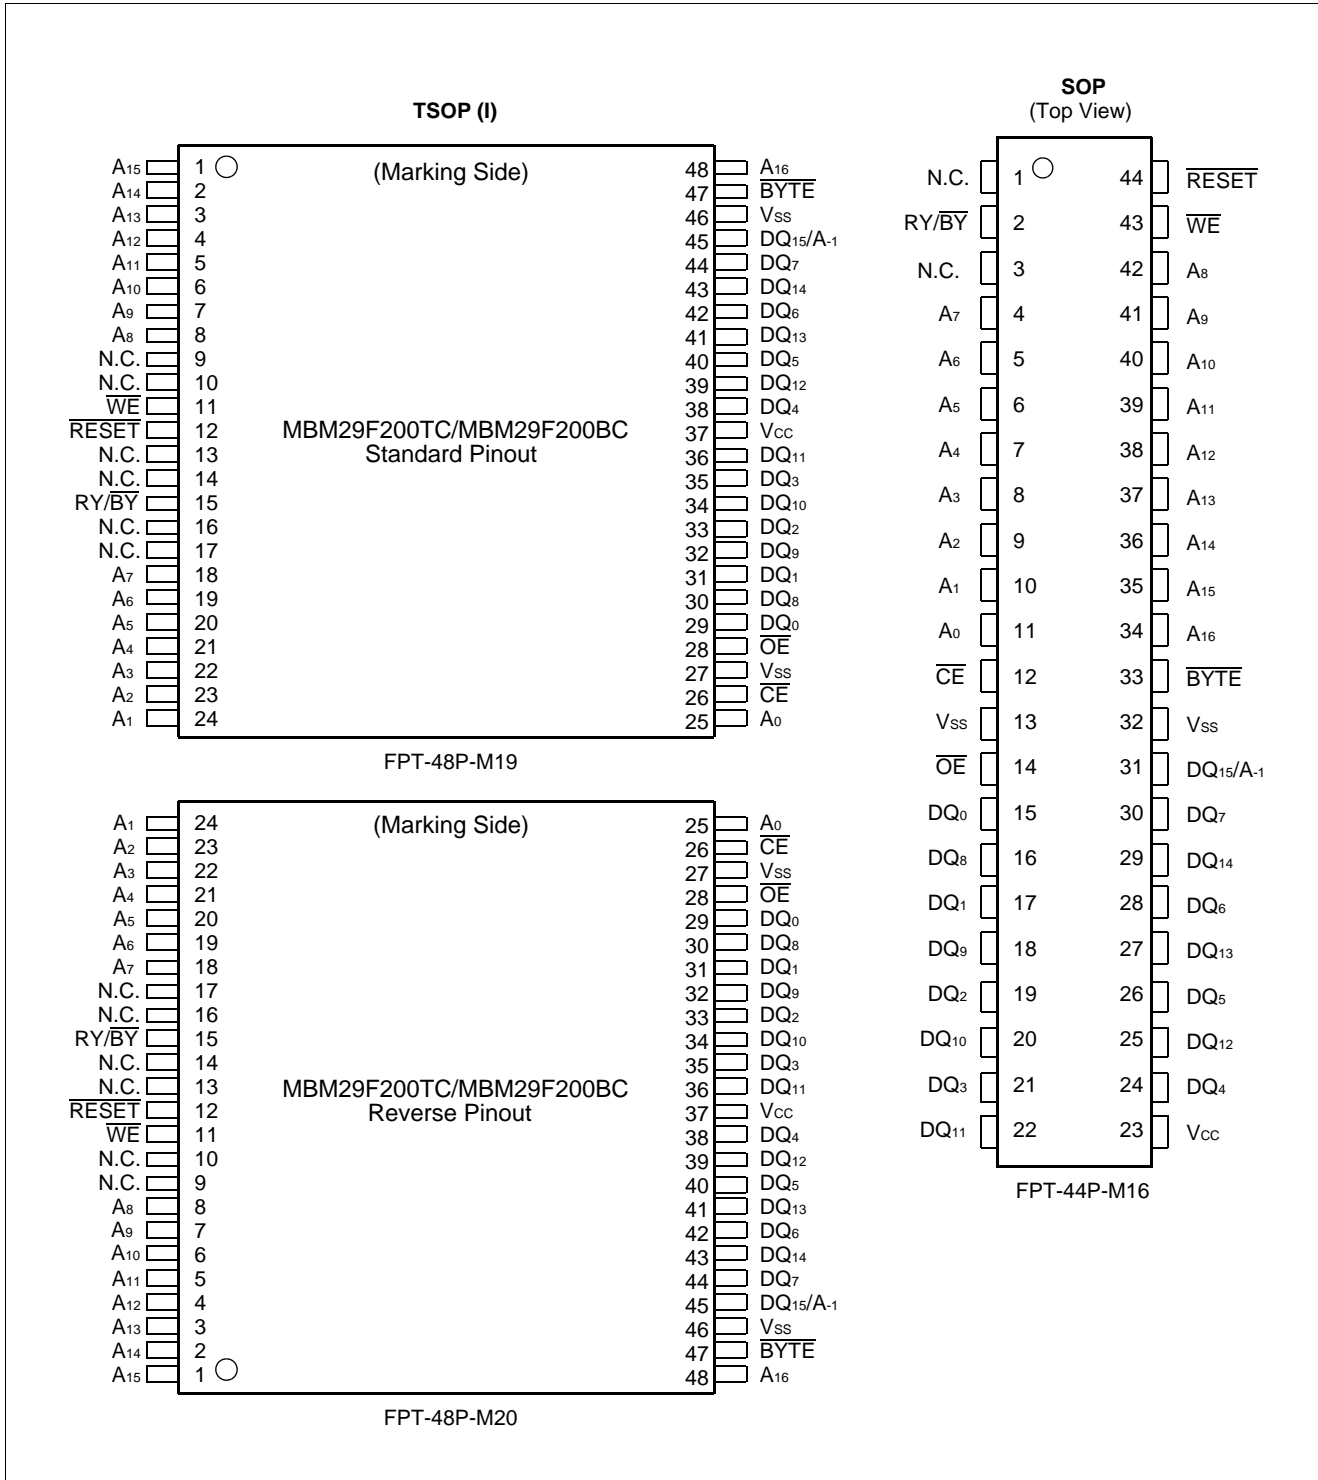 TSOP (I)
(Marking Side)
A15 1 48 A16
A14 2 47 BYTE
A13 3 46 VSS
A12 4 45 DQ15/A-1
A11 5 44 DQ7
A10 6 43 DQ14
A9 7 42 DQ6
A8 8 41 DQ13
N.C. 9 40 DQ5
N.C. 10 39 DQ12
WE 11 38 DQ4
RESET 12 MBM29F200TC/MBM29F200BC 37 VCC
Standard Pinout
N.C. 13 36 DQ11
N.C. 14 35 DQ3
RY/BY 15 34 DQ10
N.C. 16 33 DQ2
N.C. 17 32 DQ9
A7 18 31 DQ1
A6 19 30 DQ8
A5 20 29 DQ0
A4 21 28 OE
A3 22 27 VSS
A2 23 26 CE
A1 24 25 A0
FPT-48P-M19
(Marking Side)
A1 24 25 A0
A2 23 26 CE
A3 22 27 VSS
A4 21 28 OE
A5 20 29 DQ0
A6 19 30 DQ8
A7 18 31 DQ1
N.C. 17 32 DQ9
N.C. 16 33 DQ2
RY/BY 15 34 DQ10
N.C. 14 35 DQ3
N.C. 13 MBM29F200TC/MBM29F200BC 36 DQ11
Reverse Pinout
RESET 12 37 VCC
WE 11 38 DQ4
N.C. 10 39 DQ12
N.C. 9 40 DQ5
A8 8 41 DQ13
A9 7 42 DQ6
A10 6 43 DQ14
A11 5 44 DQ7
A12 4 45 DQ15/A-1
A13 3 46 VSS
A14 2 47 BYTE
A15 1 48 A16
FPT-48P-M20
SOP
(Top View)
N.C. 1 44 RESET
RY/BY 2 43 WE
N.C. 3 42 A8
A7 4 41 A9
A6 5 40 A10
A5 6 39 A11
A4 7 38 A12
A3 8 37 A13
A2 9 36 A14
A1 10 35 A15
A0 11 34 A16
CE 12 33 BYTE
VSS 13 32 VSS
OE 14 31 DQ15/A-1
DQ0 15 30 DQ7
DQ8 16 29 DQ14
DQ1 17 28 DQ6
DQ9 18 27 DQ13
DQ2 19 26 DQ5
DQ10 20 25 DQ12
DQ3 21 24 DQ4
DQ11 22 23 VCC
FPT-44P-M16